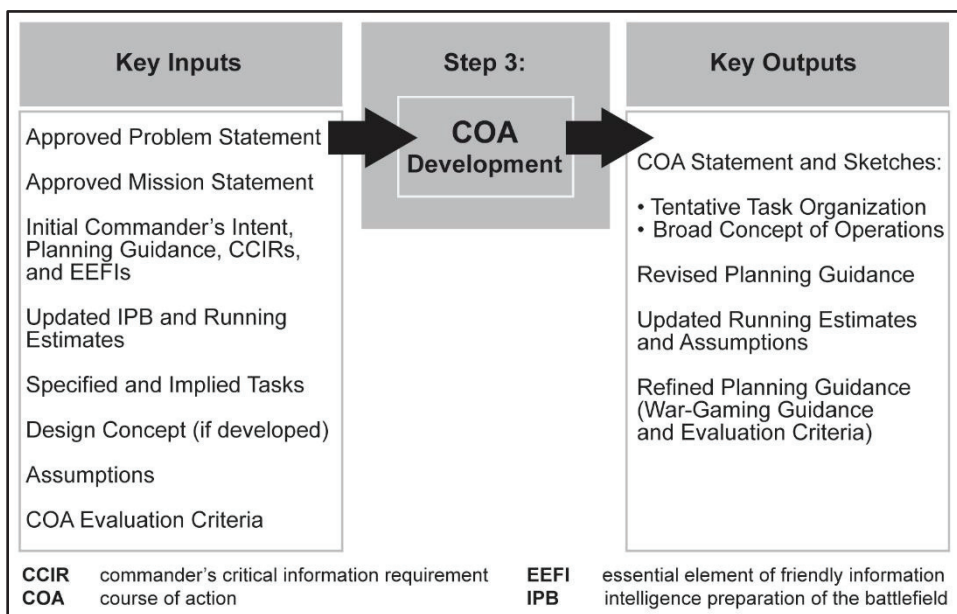 Key Inputs
Approved Problem Statement
Approved Mission Statement
Initial Commander's Intent,
Planning Guidance, CCIRs,
and EEFIs
Updated IPB and Running
Estimates
Specified and Implied Tasks
Design Concept (if developed)
Assumptions
COA Evaluation Criteria
Step 3:
COA
Development
Key Outputs
COA Statement and Sketches:
• Tentative Task Organization
• Broad Concept of Operations
Revised Planning Guidance
Updated Running Estimates
and Assumptions
Refined Planning Guidance
(War-Gaming Guidance
and Evaluation Criteria)
CCIR commander's critical information requirement
COA course of action
EEFI essential element of friendly information
IPB intelligence preparation of the battlefield